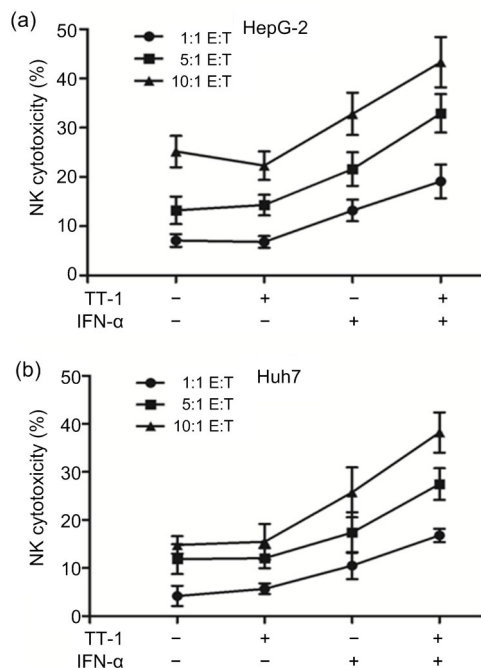 (a)
HepG-2
1:1 E:T
5:1 E:T
10:1 E:T
NK cytotoxicity (%)
50
40
30
20
10
0
TT-1 − + − +
IFN-α − − + +
(b)
Huh7
1:1 E:T
5:1 E:T
10:1 E:T
NK cytotoxicity (%)
50
40
30
20
10
0
TT-1 − + − +
IFN-α − − + +